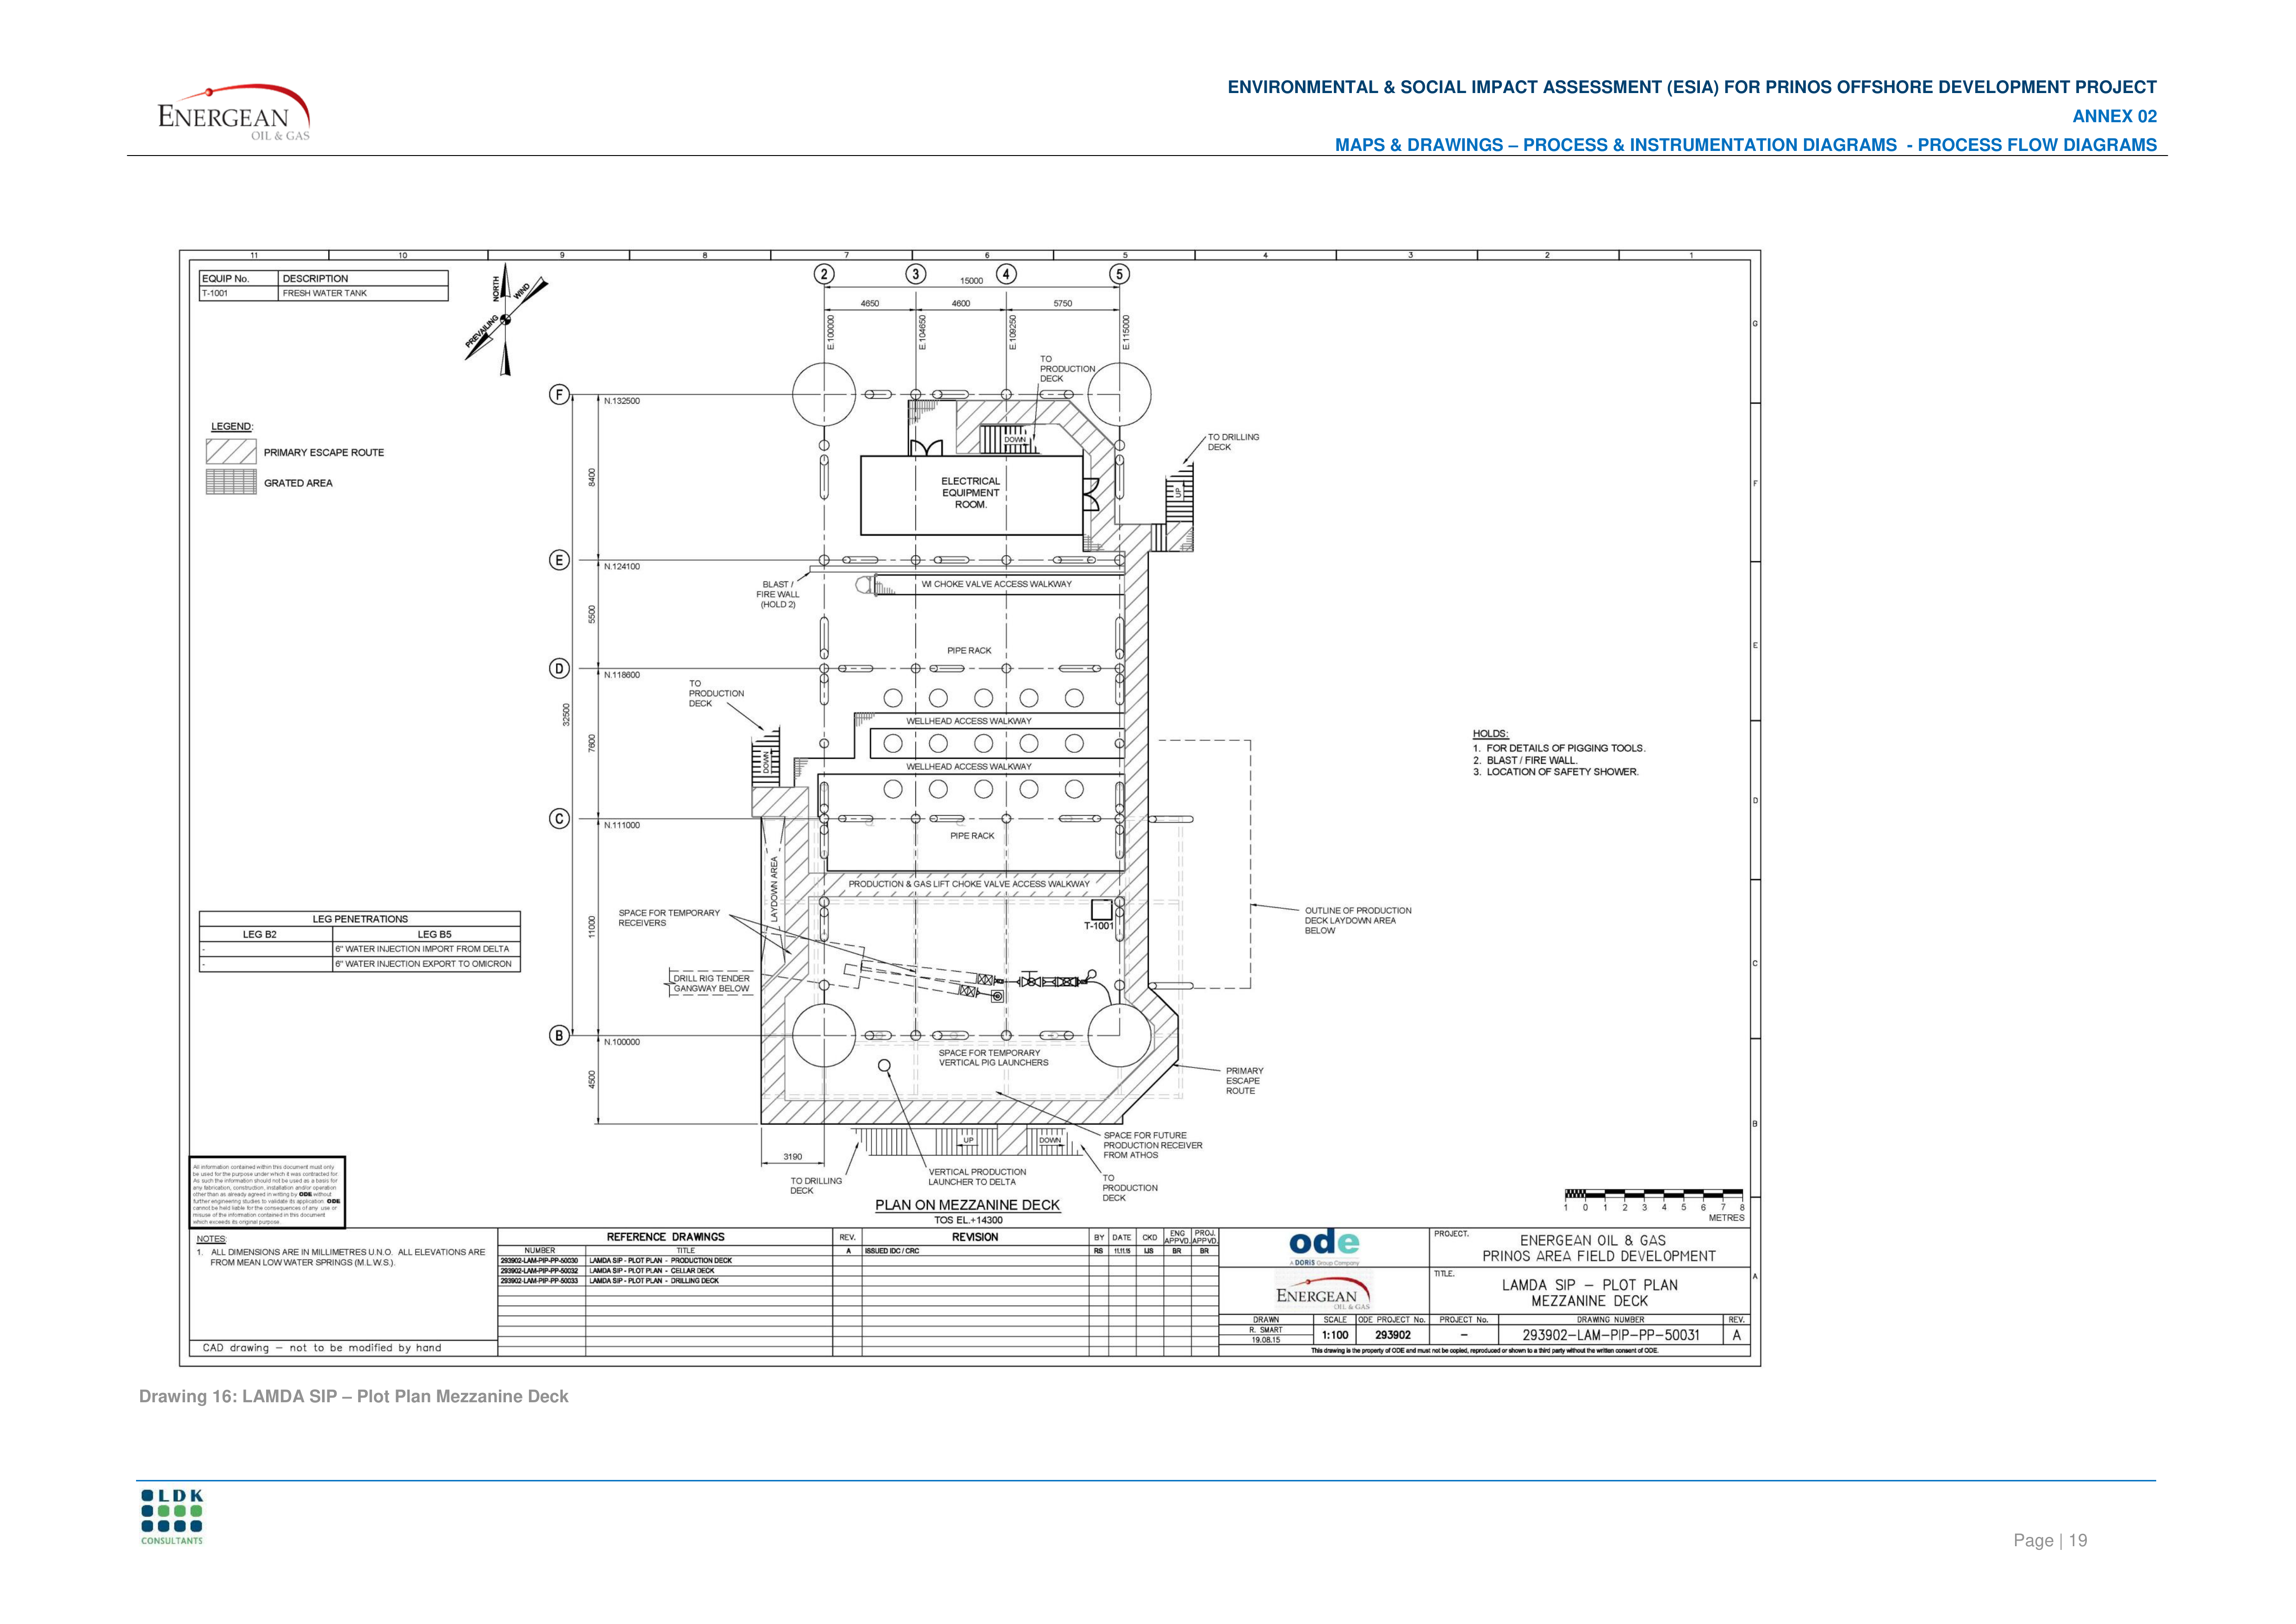 ENERGEAN
OIL & GAS
ENVIRONMENTAL & SOCIAL IMPACT ASSESSMENT (ESIA) FOR PRINOS OFFSHORE DEVELOPMENT PROJECT
ANNEX 02
MAPS & DRAWINGS – PROCESS & INSTRUMENTATION DIAGRAMS - PROCESS FLOW DIAGRAMS
11 10 9 8 7 6 5 4 3 2 1
EQUIP No. DESCRIPTION
T-1001 FRESH WATER TANK
NORTH
WIND
PREVAILING
2 3 4 5
15000
4650 4600 5750
E.100000 E.104650 E.109250 E.115000
G
TO
PRODUCTION
DECK
F
N.132500
LEGEND:
PRIMARY ESCAPE ROUTE
GRATED AREA
DOWN
TO DRILLING
DECK
8400
ELECTRICAL
EQUIPMENT
ROOM.
UP
F
E
N.124100
BLAST /
FIRE WALL
(HOLD 2)
WI CHOKE VALVE ACCESS WALKWAY
5500
PIPE RACK
E
D
N.118600
TO
PRODUCTION
DECK
32500
7600
WELLHEAD ACCESS WALKWAY
WELLHEAD ACCESS WALKWAY
DOWN
HOLDS:
1. FOR DETAILS OF PIGGING TOOLS.
2. BLAST / FIRE WALL.
3. LOCATION OF SAFETY SHOWER.
D
C
N.111000
PIPE RACK
LAYDOWN AREA
PRODUCTION & GAS LIFT CHOKE VALVE ACCESS WALKWAY
11000
SPACE FOR TEMPORARY
RECEIVERS
T-1001
OUTLINE OF PRODUCTION
DECK LAYDOWN AREA
BELOW
LEG PENETRATIONS
LEG B2 LEG B5
- 6" WATER INJECTION IMPORT FROM DELTA
- 6" WATER INJECTION EXPORT TO OMICRON
C
DRILL RIG TENDER
GANGWAY BELOW
B
N.100000
SPACE FOR TEMPORARY
VERTICAL PIG LAUNCHERS
4500
PRIMARY
ESCAPE
ROUTE
B
UP
DOWN
SPACE FOR FUTURE
PRODUCTION RECEIVER
FROM ATHOS
3190
TO DRILLING
DECK
VERTICAL PRODUCTION
LAUNCHER TO DELTA
TO
PRODUCTION
DECK
PLAN ON MEZZANINE DECK
TOS EL.+14300
1 0 1 2 3 4 5 6 7 8
METRES
All information contained within this document must only
be used for the purpose under which it was contracted for.
As such the information should not be used as a basis for
any fabrication, construction, installation and/or operation
other than as already agreed in writing by ODE without
further engineering studies to validate its application. ODE
cannot be held liable for the consequences of any use or
misuse of the information contained in this document
which exceeds its original purpose.
NOTES:
1. ALL DIMENSIONS ARE IN MILLIMETRES U.N.O. ALL ELEVATIONS ARE
FROM MEAN LOW WATER SPRINGS (M.L.W.S.).
CAD drawing – not to be modified by hand
REFERENCE DRAWINGS
NUMBER TITLE
293902-LAM-PIP-PP-50030 LAMDA SIP - PLOT PLAN - PRODUCTION DECK
293902-LAM-PIP-PP-50032 LAMDA SIP - PLOT PLAN - CELLAR DECK
293902-LAM-PIP-PP-50033 LAMDA SIP - PLOT PLAN - DRILLING DECK
REV. REVISION BY DATE CKD ENG APPVD. PROJ. APPVD.
A ISSUED IDC / CRC RS 11.11.15 IJS BR BR
ode
A DORIS Group Company
ENERGEAN
OIL & GAS
PROJECT.
ENERGEAN OIL & GAS
PRINOS AREA FIELD DEVELOPMENT
TITLE.
LAMDA SIP – PLOT PLAN
MEZZANINE DECK
A
DRAWN SCALE ODE PROJECT No. PROJECT No. DRAWING NUMBER REV.
R. SMART
19.08.15 1:100 293902 – 293902-LAM-PIP-PP-50031 A
This drawing is the property of ODE and must not be copied, reproduced or shown to a third party without the written consent of ODE.
Drawing 16: LAMDA SIP – Plot Plan Mezzanine Deck
LDK
CONSULTANTS
Page | 19